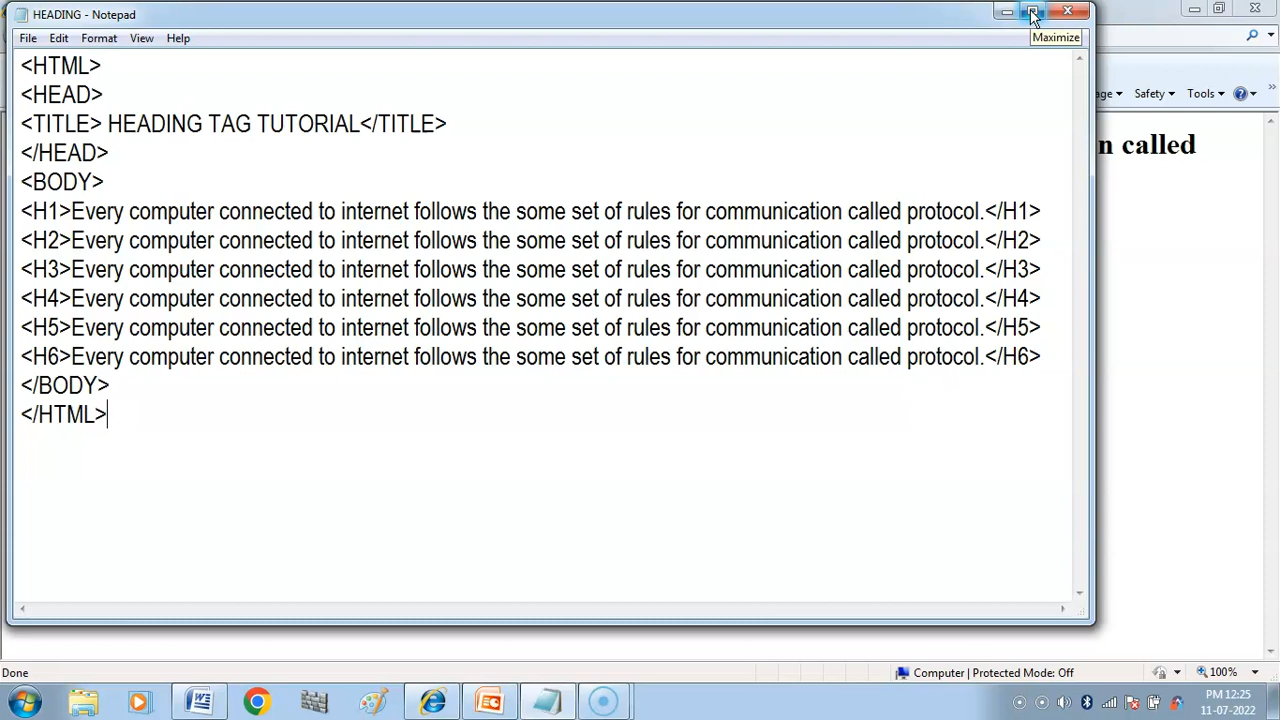 HEADING - Notepad
Maximize
File Edit Format View Help
<HTML>
<HEAD>
<TITLE> HEADING TAG TUTORIAL</TITLE>
</HEAD>
<BODY>
<H1>Every computer connected to internet follows the some set of rules for communication called protocol.</H1>
<H2>Every computer connected to internet follows the some set of rules for communication called protocol.</H2>
<H3>Every computer connected to internet follows the some set of rules for communication called protocol.</H3>
<H4>Every computer connected to internet follows the some set of rules for communication called protocol.</H4>
<H5>Every computer connected to internet follows the some set of rules for communication called protocol.</H5>
<H6>Every computer connected to internet follows the some set of rules for communication called protocol.</H6>
</BODY>
</HTML>
age Safety Tools
n called
Done
Computer | Protected Mode: Off
100%
PM 12:25
11-07-2022